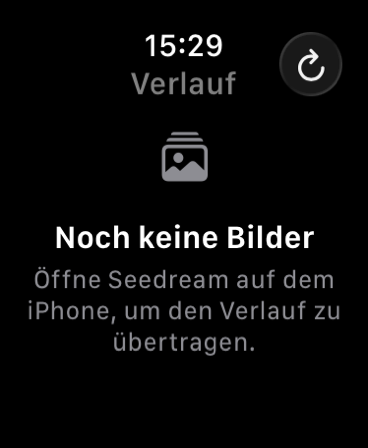 15:29
Verlauf
Noch keine Bilder
Öffne Seedream auf dem
iPhone, um den Verlauf zu
übertragen.